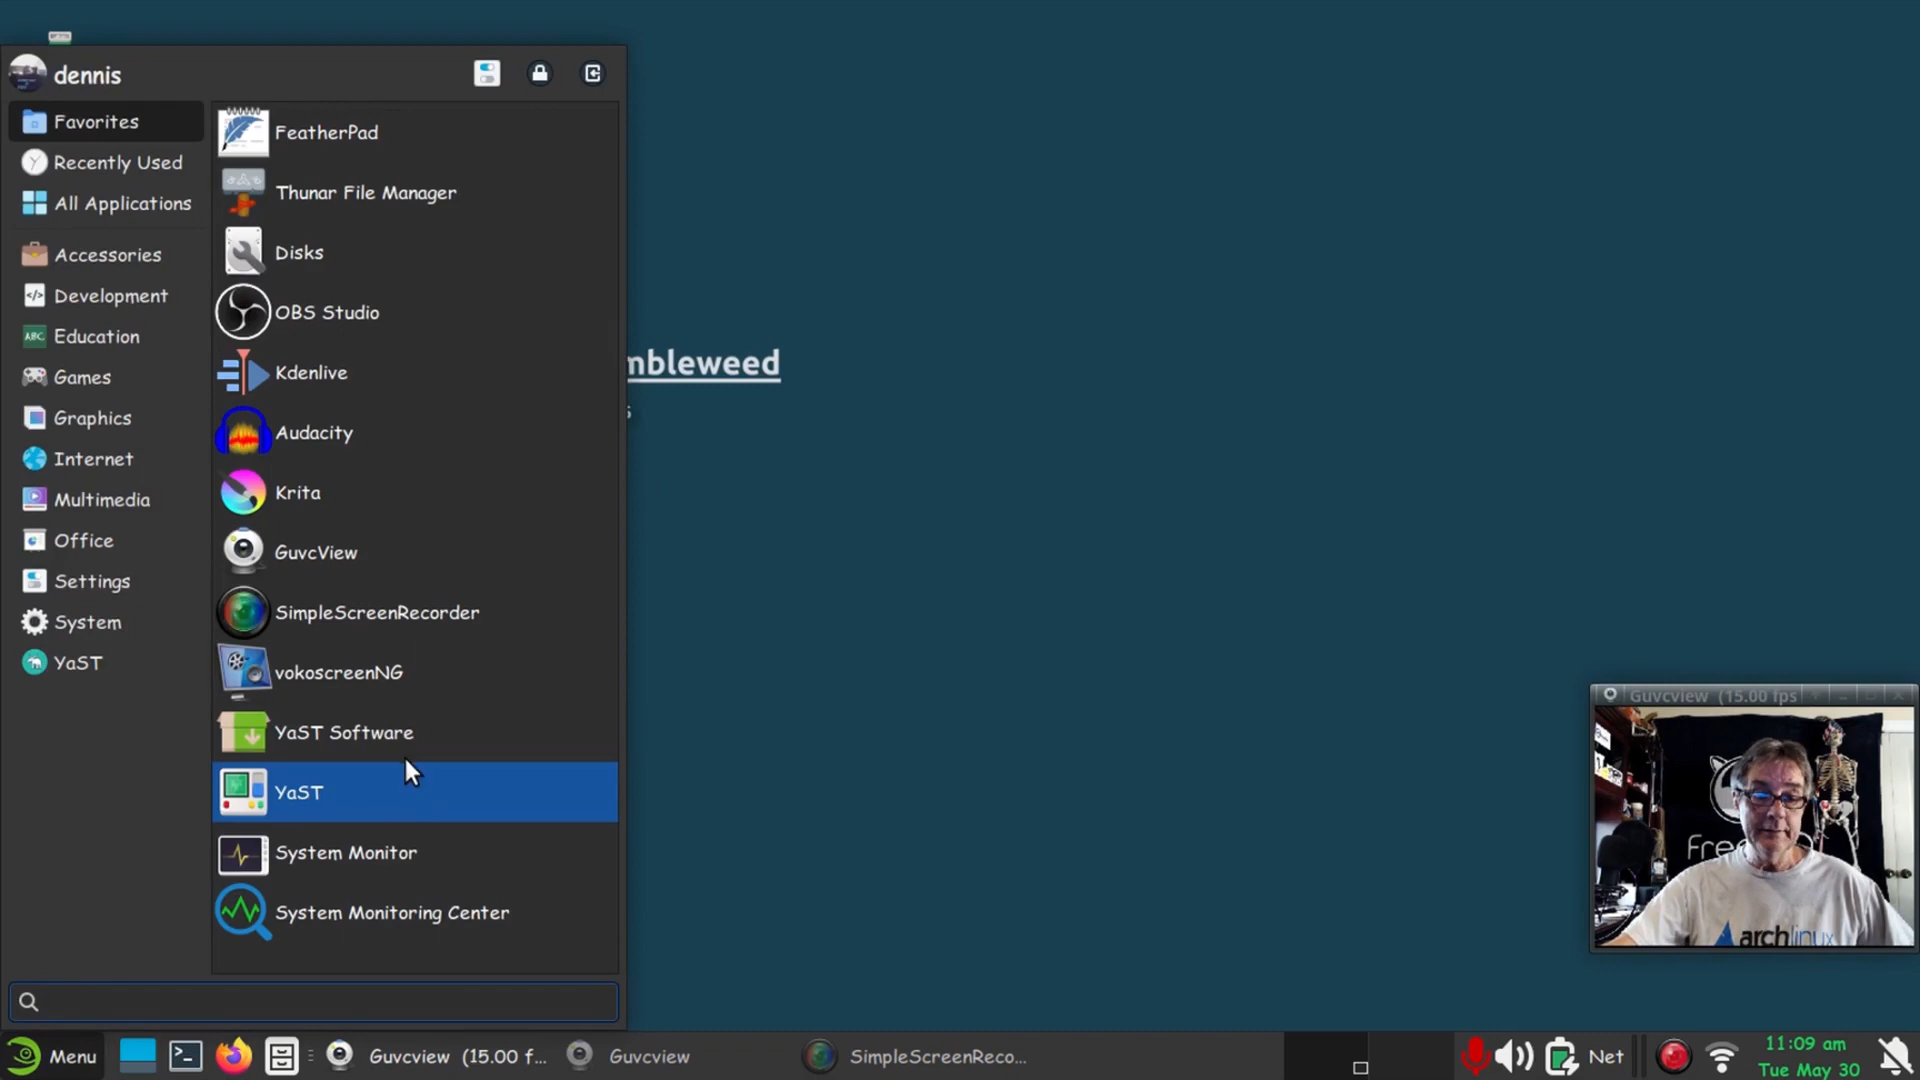 dennis
Favorites
Recently Used
All Applications
Accessories
Development
ABC
Education
Games
Graphics
Internet
Multimedia
Office
Settings
System
YaST
FeatherPad
Thunar File Manager
Disks
OBS Studio
Kdenlive
Audacity
Krita
GuvcView
SimpleScreenRecorder
vokoscreenNG
YaST Software
YaST
System Monitor
System Monitoring Center
mbleweed
Guvcview (15.00 fps
Free
archlinux
Menu
Guvcview (15.00 f...
Guvcview
SimpleScreenReco...
Net
11:09 am
Tue May 30